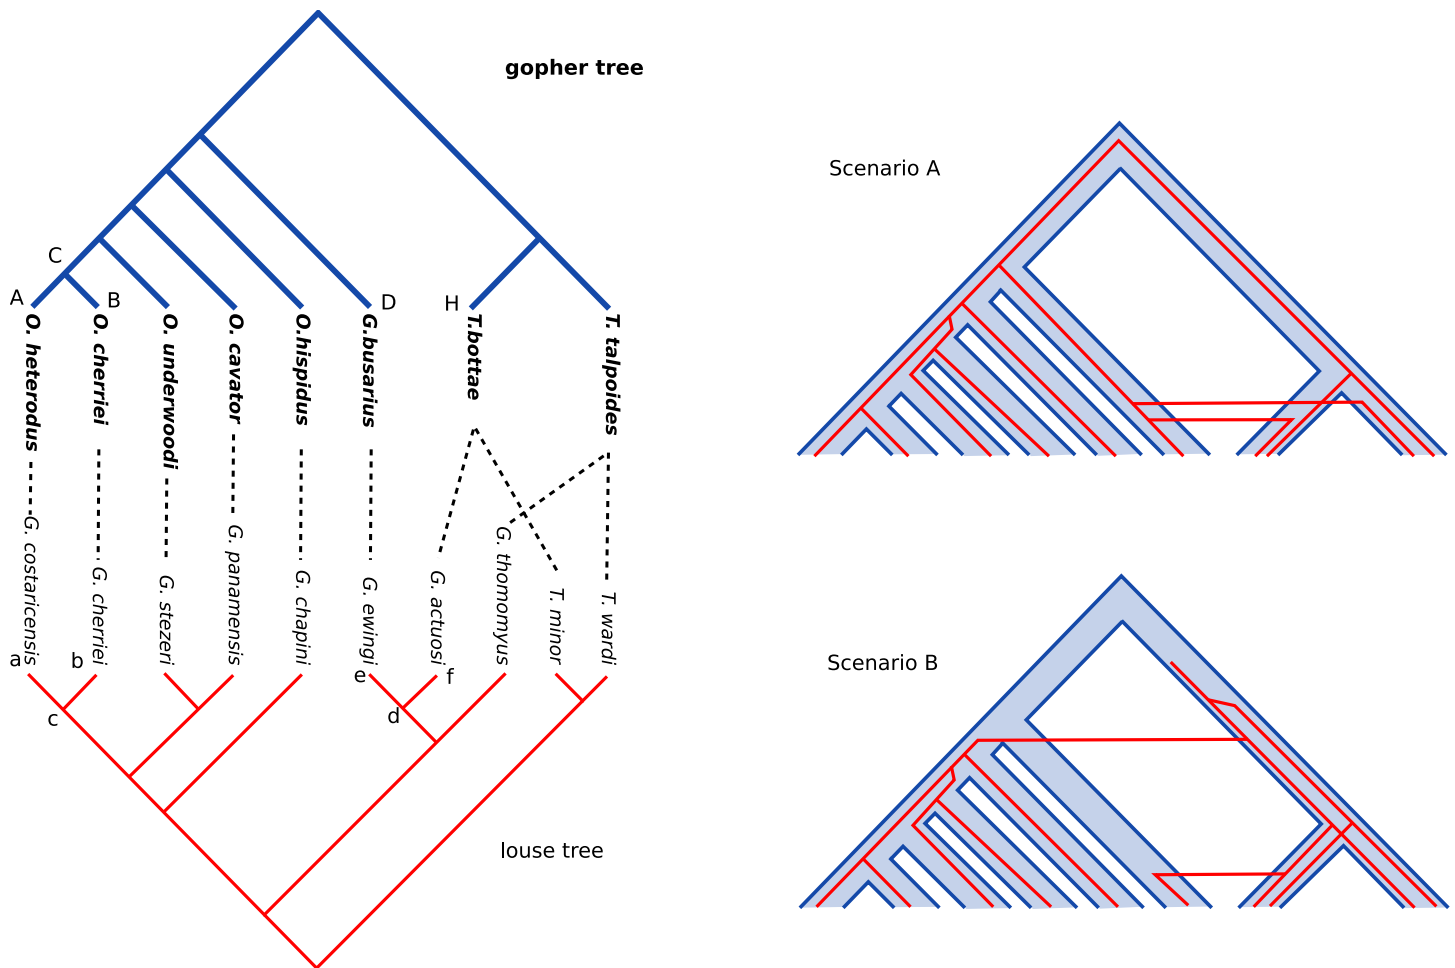 gopher tree
Scenario A
C
A
B
D
H
O. heterodus
O. cherriei
O. underwoodi
O. cavator
O.hispidus
G.busarius
T.bottae
T. talpoides
G. costaricensis
G. cherriei
G. stezeri
G. panamensis
G. chapini
G. ewingi
G. actuosi
G. thomomyus
T. minor
T. wardi
a
b
e
f
c
d
Scenario B
louse tree